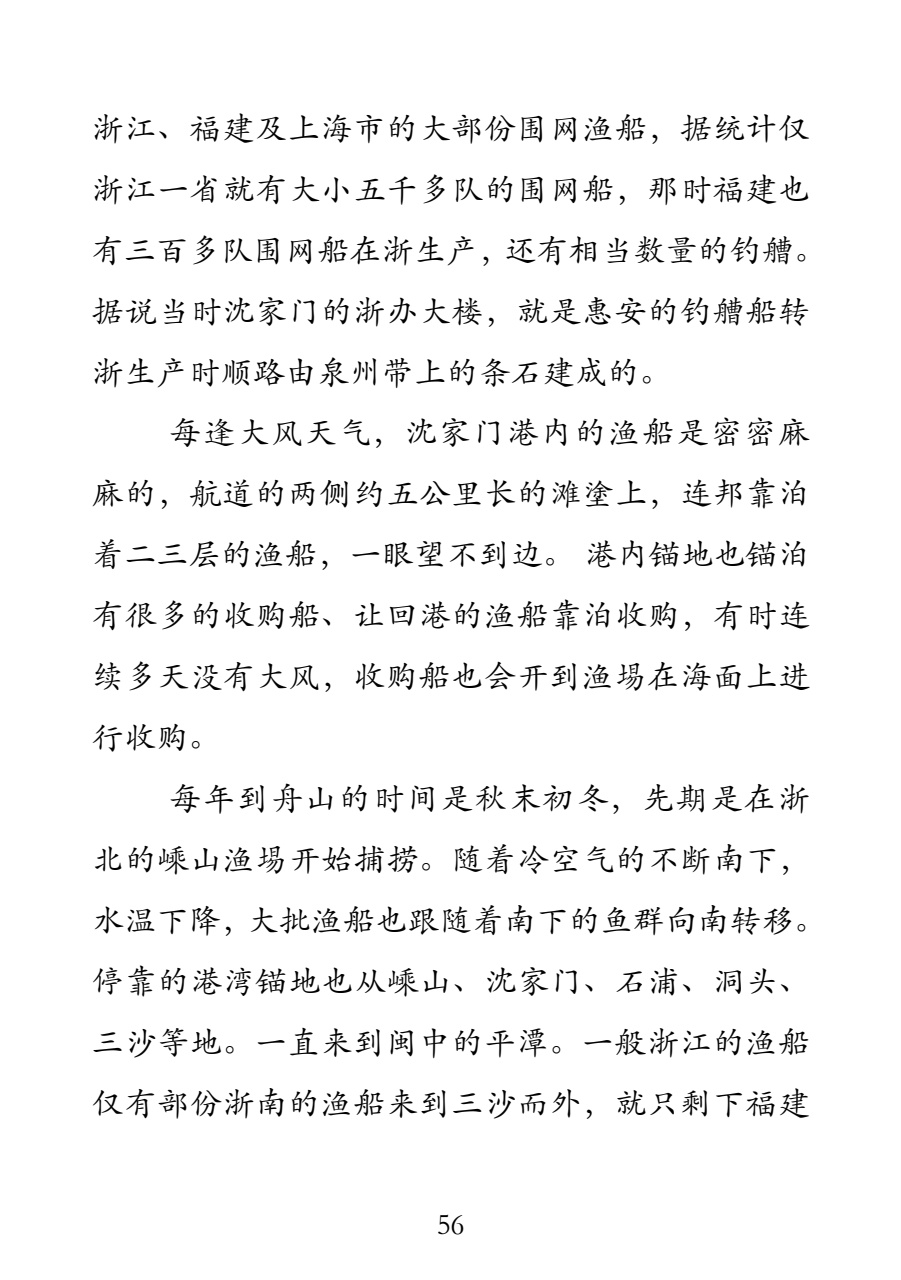 浙江、福建及上海市的大部份围网渔船，据统计仅
浙江一省就有大小五千多队的围网船，那时福建也
有三百多队围网船在浙生产，还有相当数量的钓艚。
据说当时沈家门的浙办大楼，就是惠安的钓艚船转
浙生产时顺路由泉州带上的条石建成的。
每逢大风天气，沈家门港内的渔船是密密麻
麻的，航道的两侧约五公里长的滩塗上，连邦靠泊
着二三层的渔船，一眼望不到边。 港内锚地也锚泊
有很多的收购船、让回港的渔船靠泊收购，有时连
续多天没有大风，收购船也会开到渔埸在海面上进
行收购。
每年到舟山的时间是秋末初冬，先期是在浙
北的嵊山渔埸开始捕捞。随着冷空气的不断南下，
水温下降，大批渔船也跟随着南下的鱼群向南转移。
停靠的港湾锚地也从嵊山、沈家门、石浦、洞头、
三沙等地。一直来到闽中的平潭。一般浙江的渔船
仅有部份浙南的渔船来到三沙而外，就只剩下福建
56